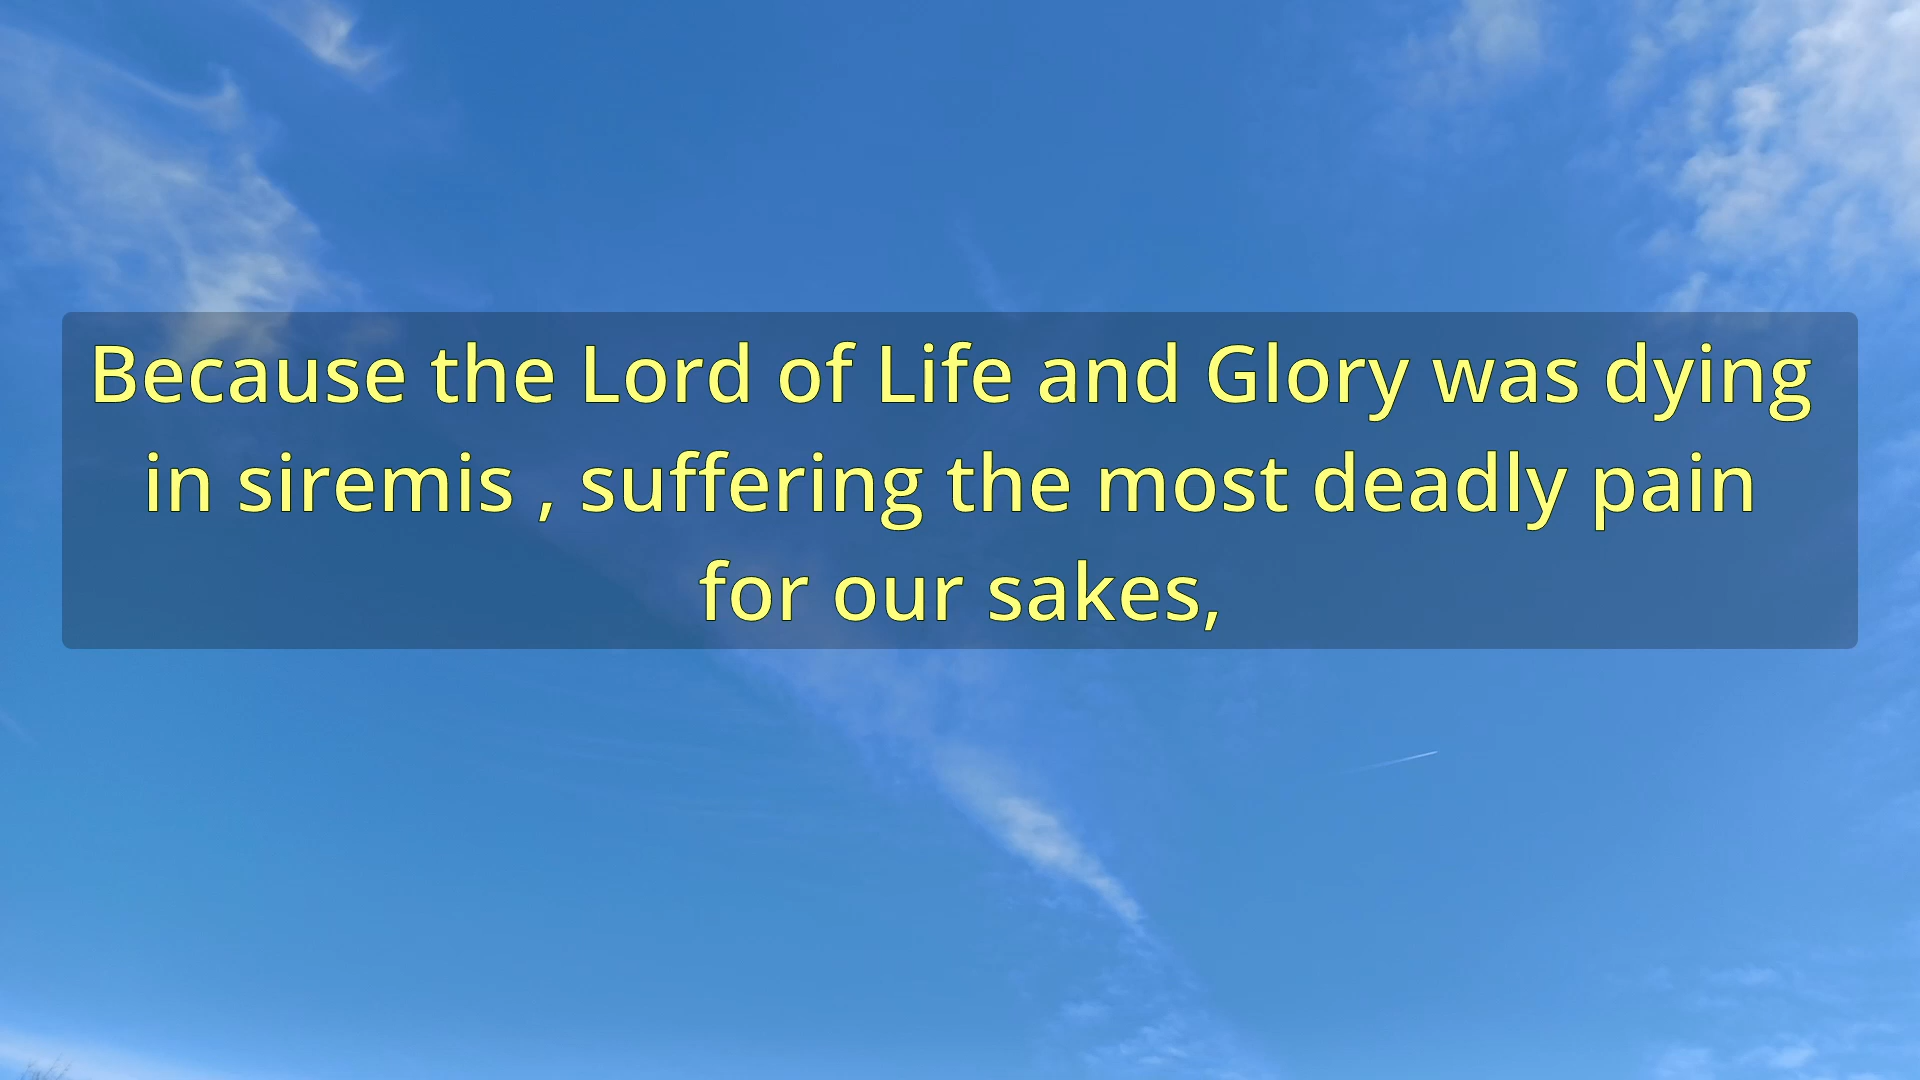 Because the Lord of Life and Glory was dying
in siremis , suffering the most deadly pain
for our sakes,